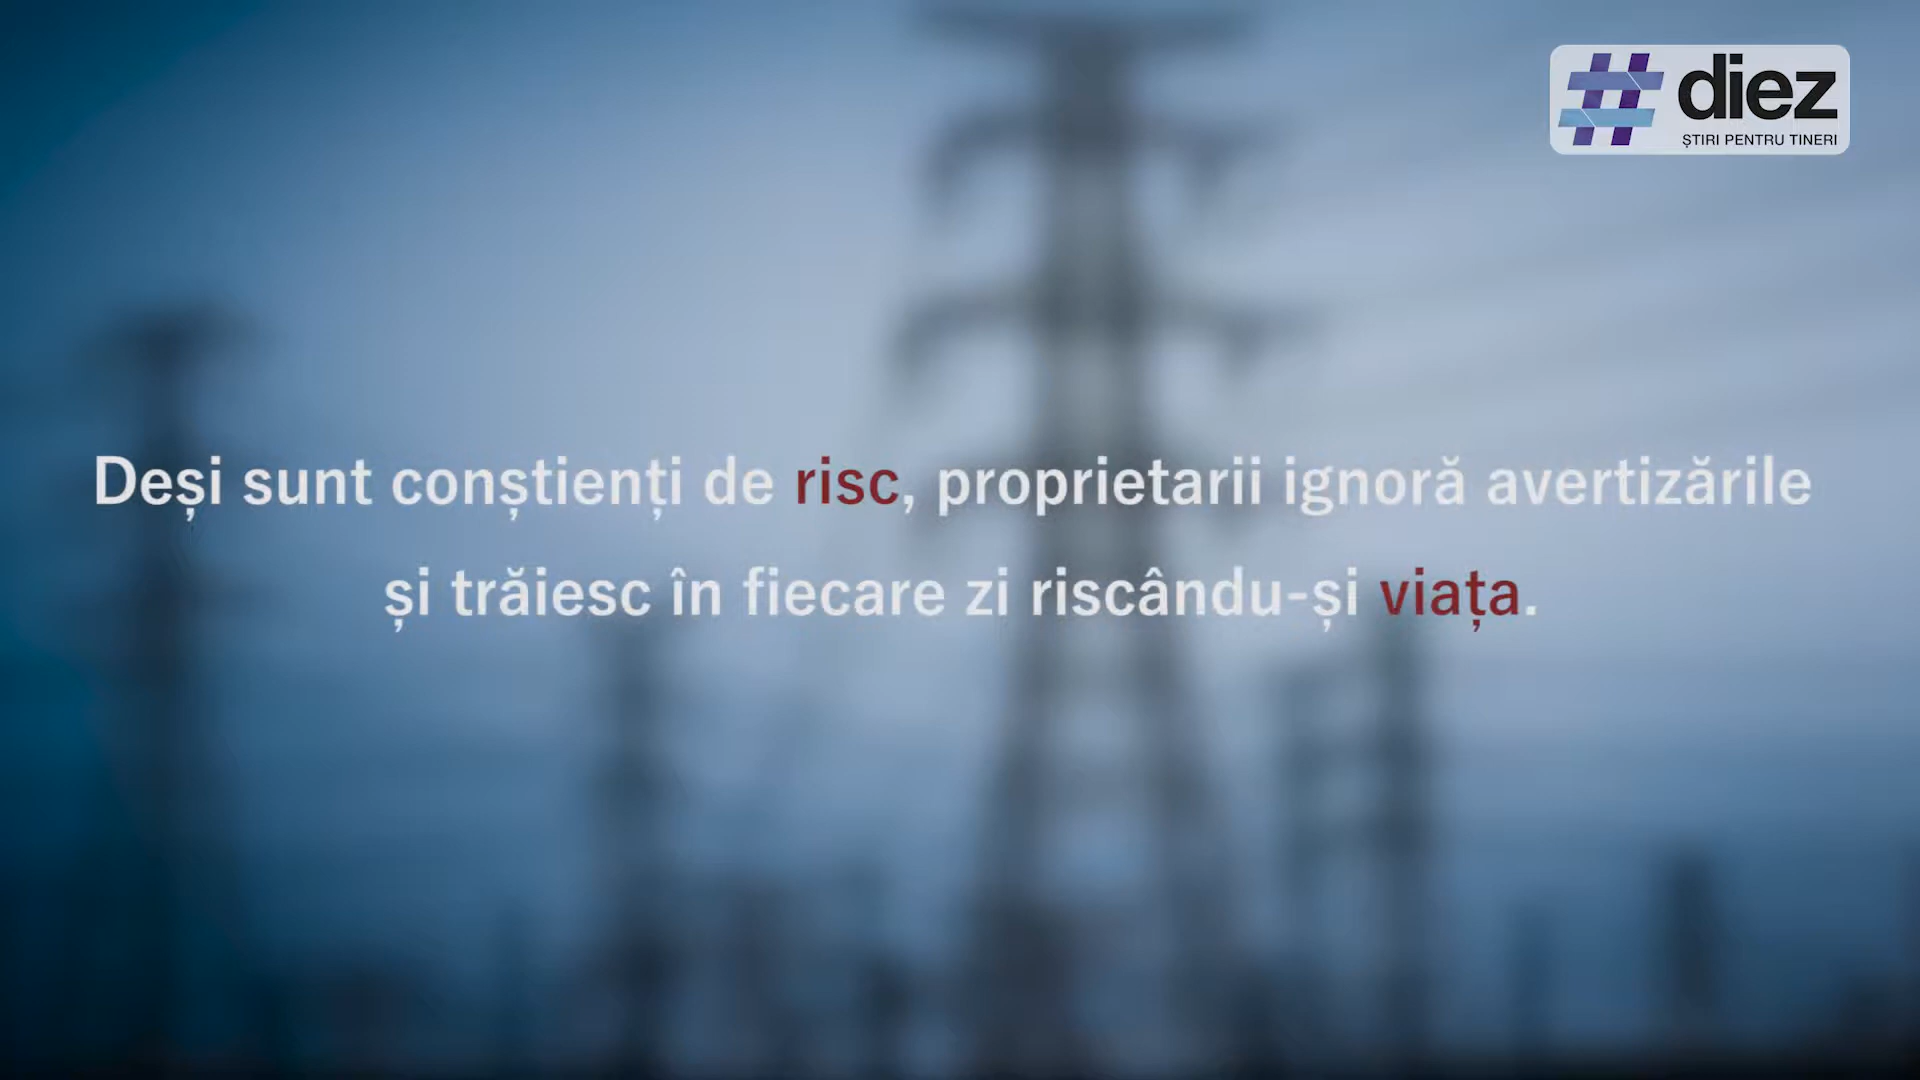 #diez
ȘTIRI PENTRU TINERI
Deși sunt conștienți de risc, proprietarii ignoră avertizările
și trăiesc în fiecare zi riscându-și viața.